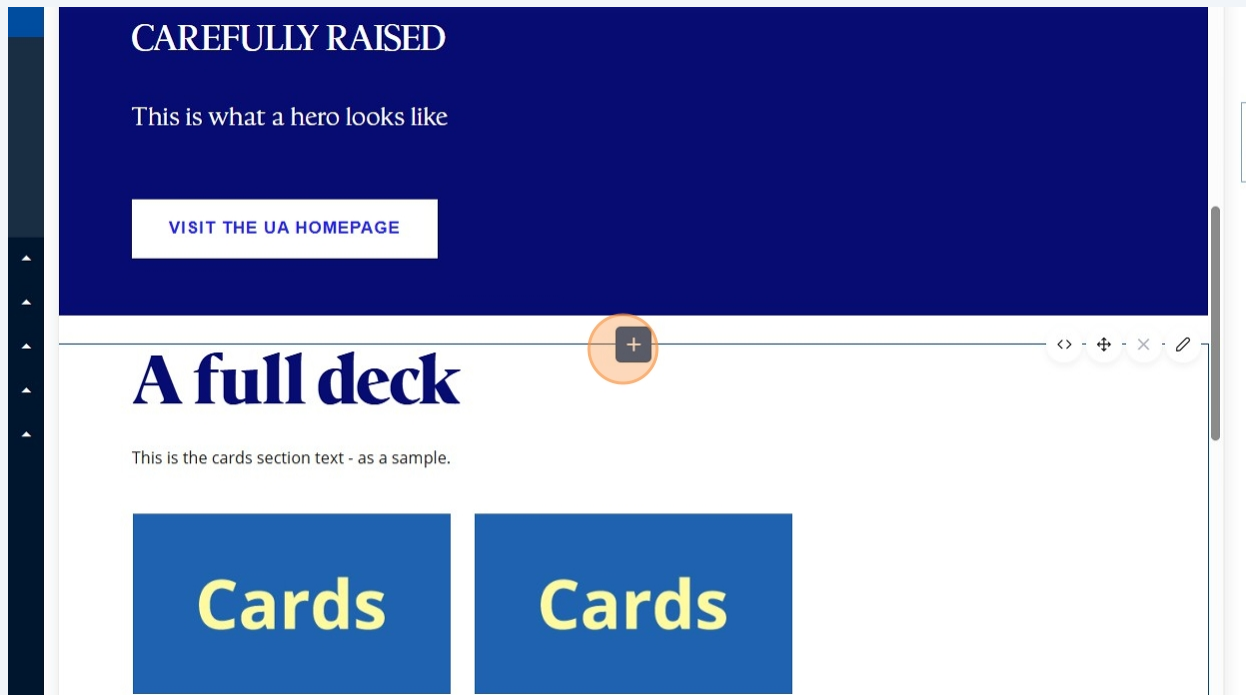 CAREFULLY RAISED
This is what a hero looks like
VISIT THE UA HOMEPAGE
A full deck
This is the cards section text - as a sample.
Cards
Cards